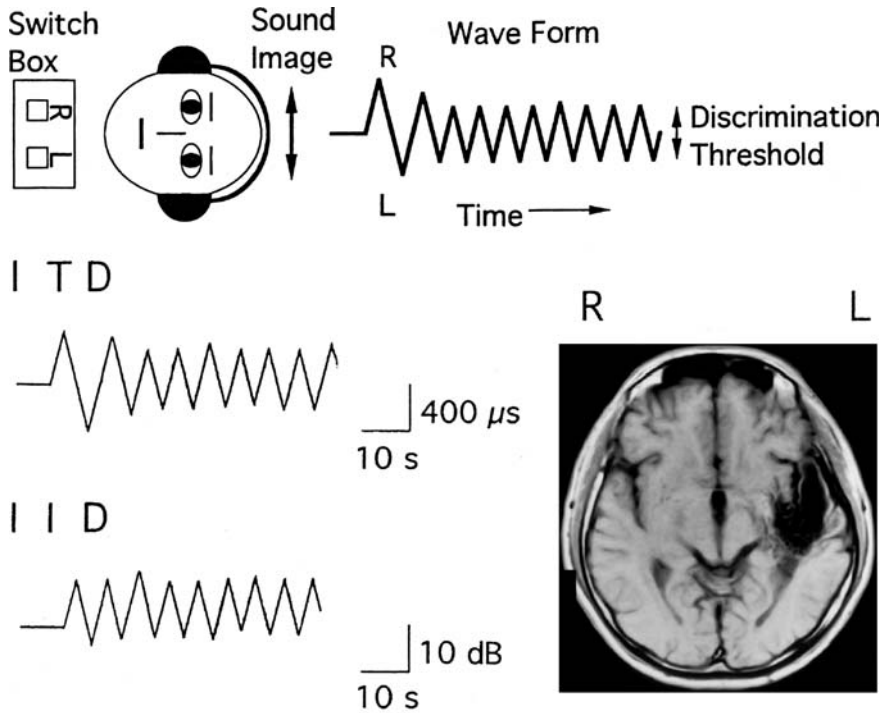 Switch
Box
R
L
Sound
Image
Wave Form
R
L
Discrimination
Threshold
Time
I T D
400 μs
10 s
I I D
10 dB
10 s
R L